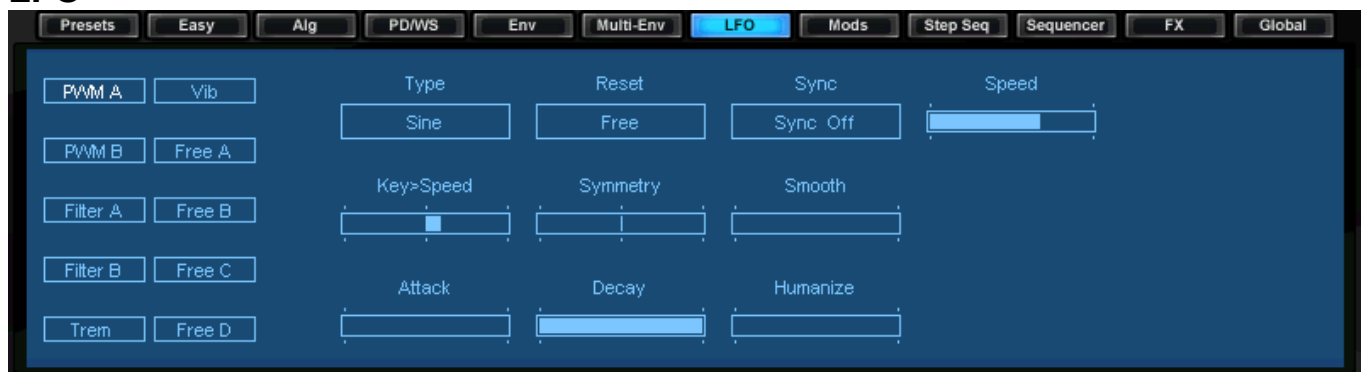 LFO
Presets Easy Alg PD/WS Env Multi-Env LFO Mods Step Seq Sequencer FX Global
PWM A Vib Type Reset Sync Speed
Sine Free Sync Off
PWM B Free A
Key>Speed Symmetry Smooth
Filter A Free B
Filter B Free C
Attack Decay Humanize
Trem Free D